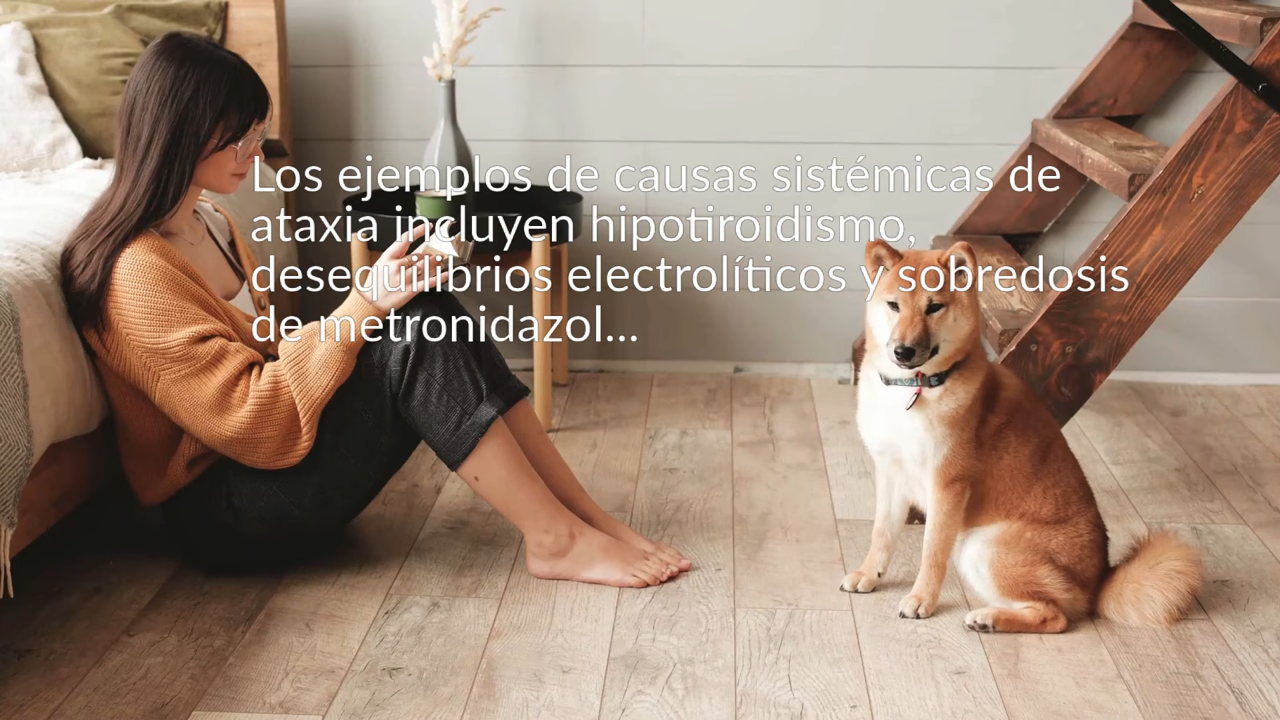 Los ejemplos de causas sistémicas de
ataxia incluyen hipotiroidismo,
desequilibrios electrolíticos y sobredosis
de metronidazol...